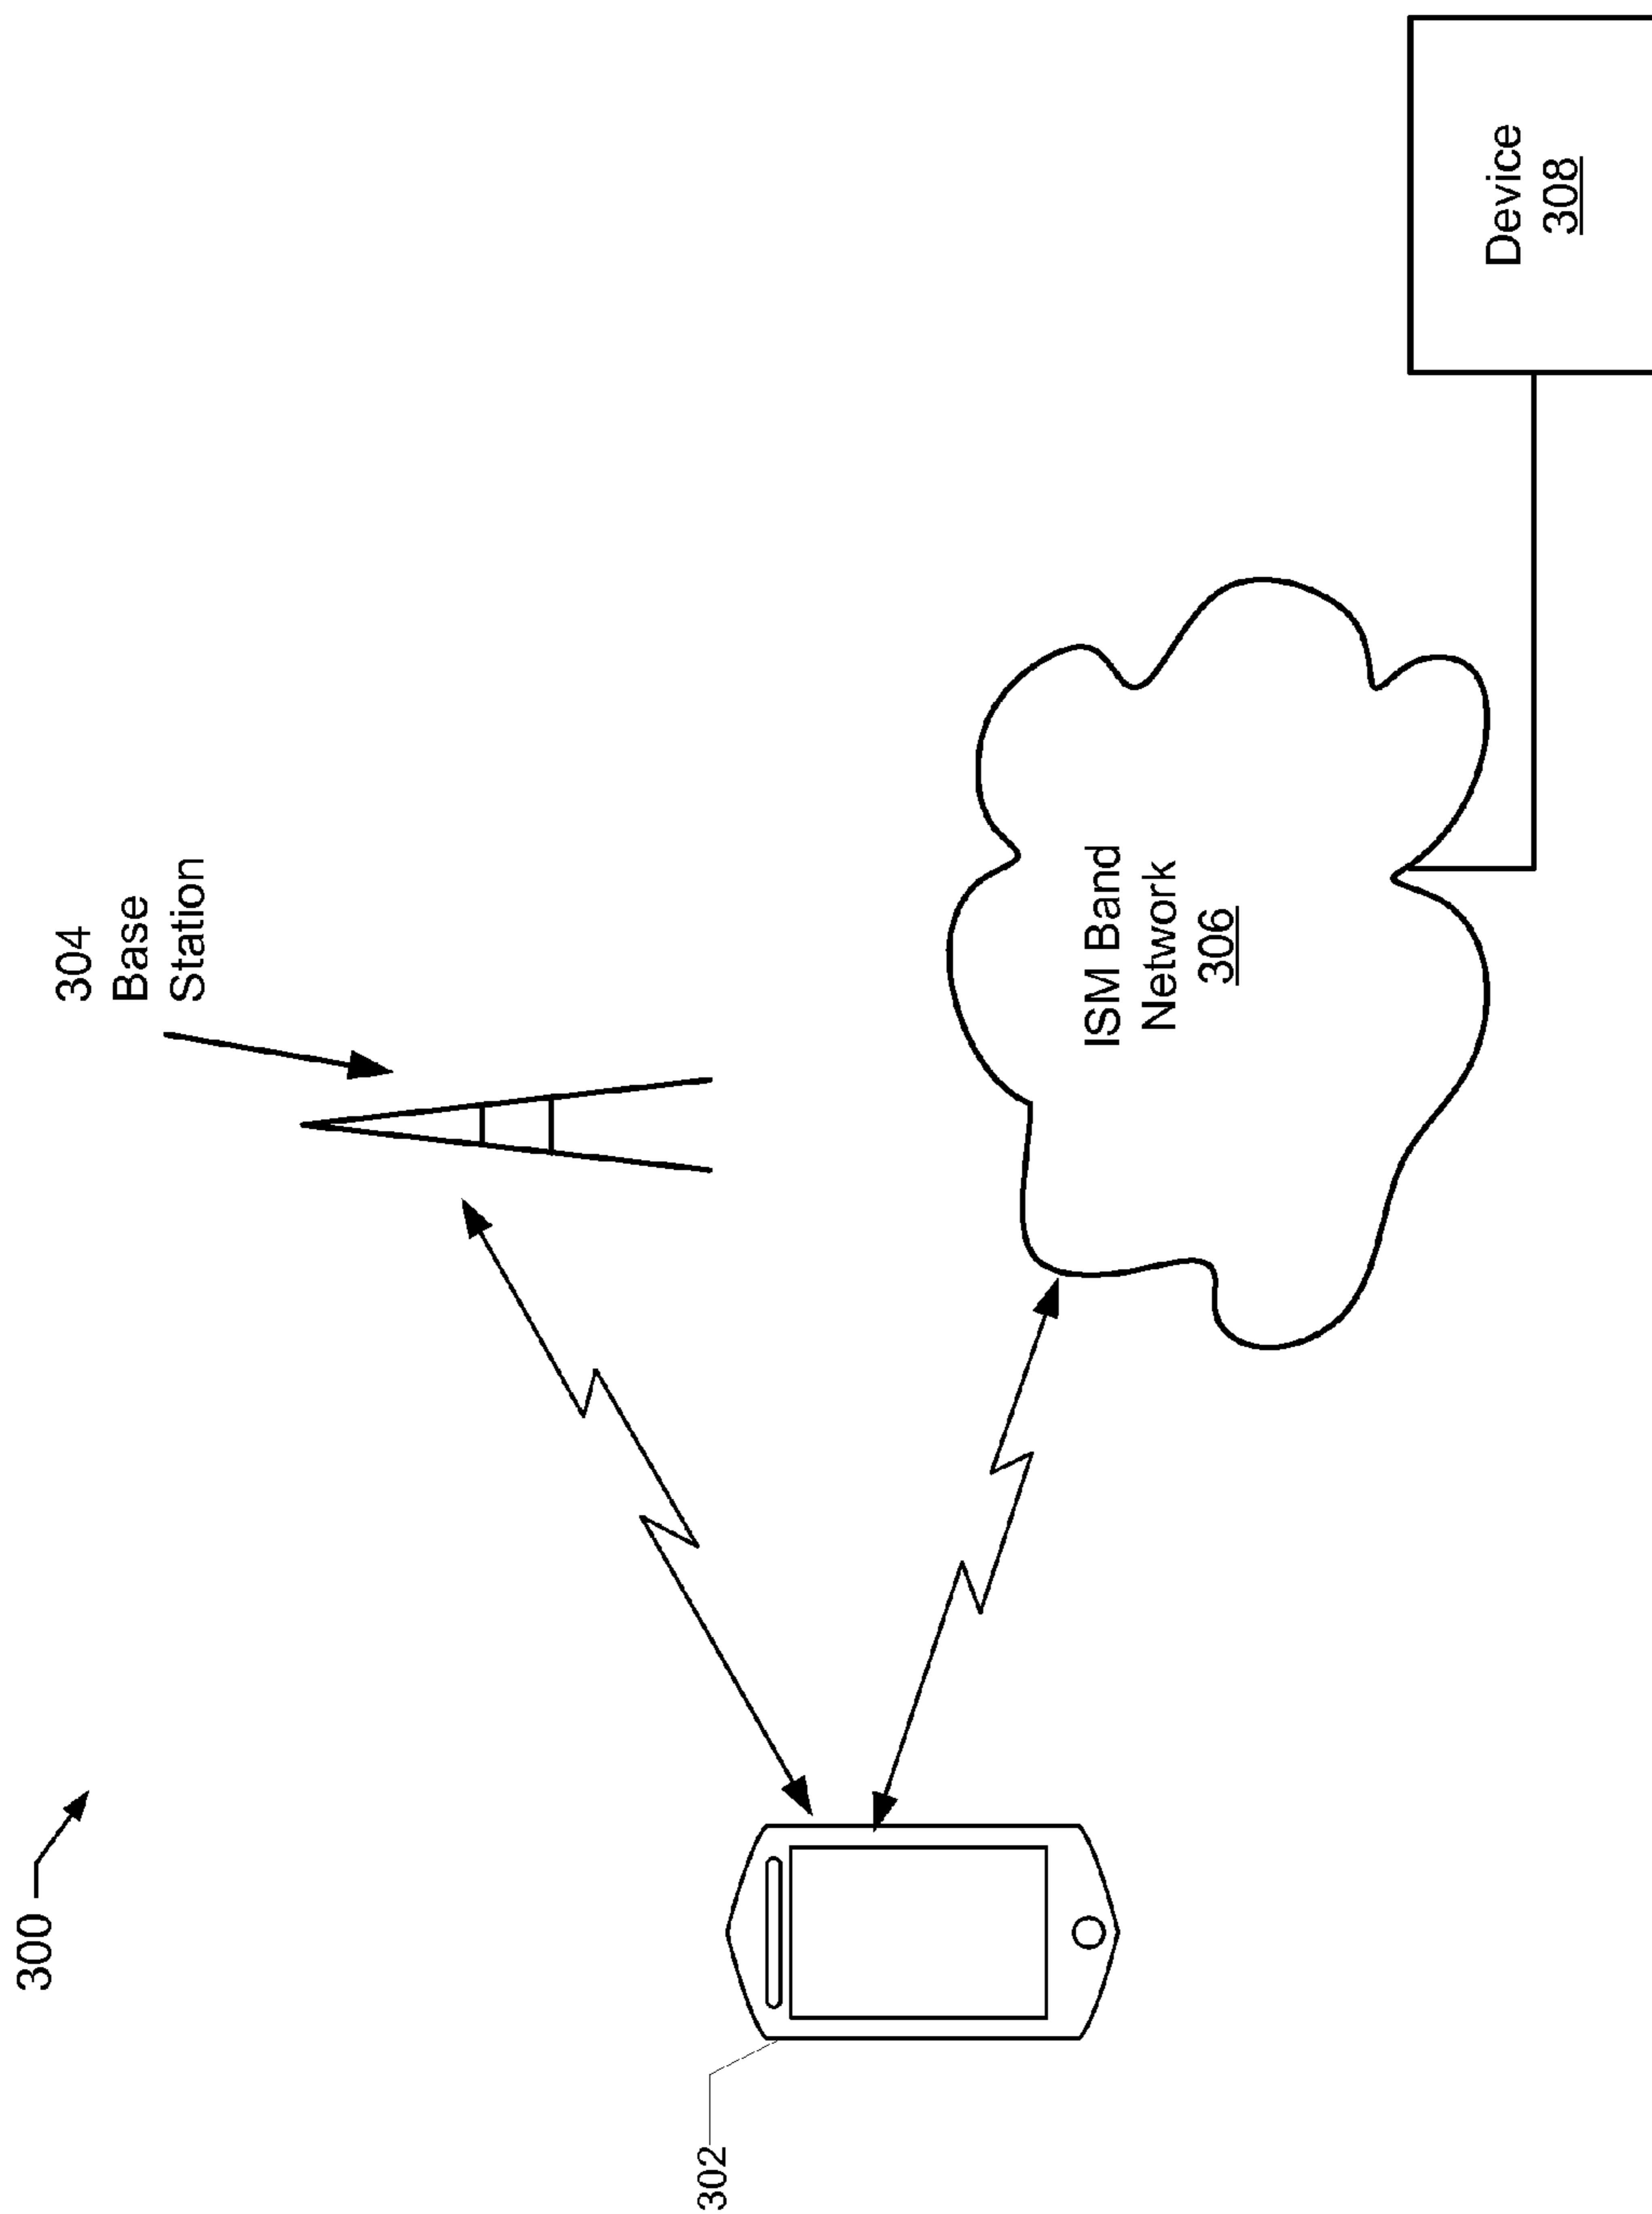 300
304
Base
Station
302
ISM Band
Network
306
Device
308